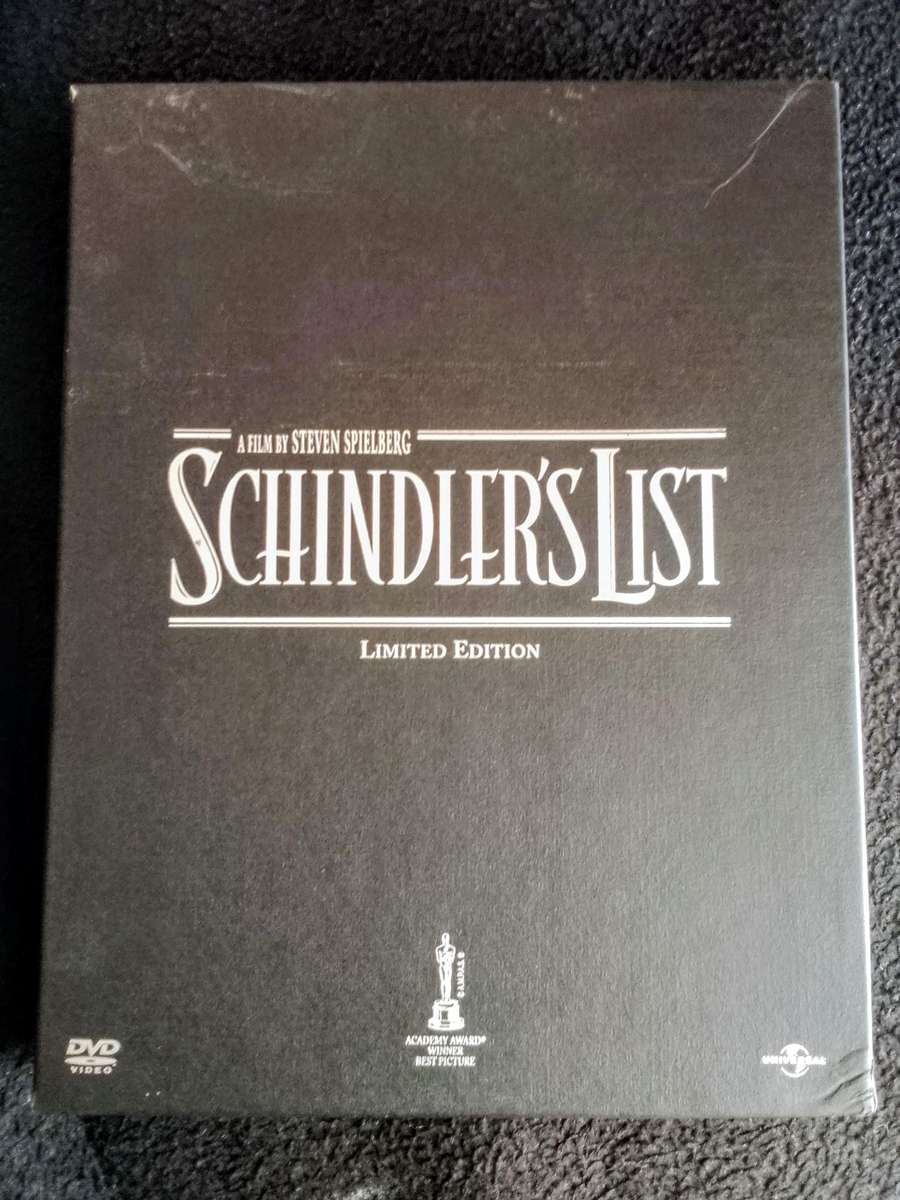 A FILM BY STEVEN SPIELBERG
SCHINDLER'S LIST
LIMITED EDITION
© A.M.P.A.S. ®
ACADEMY AWARD®
WINNER
BEST PICTURE
DVD
VIDEO
UNIVERSAL